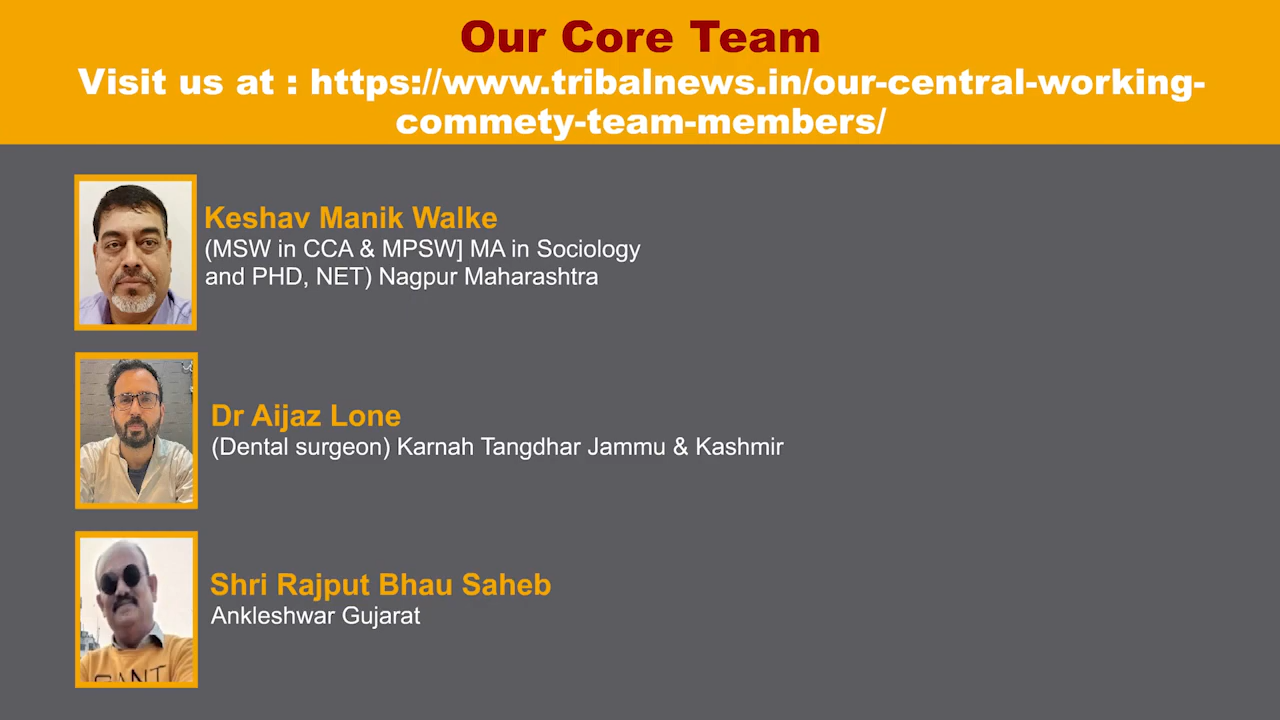 Our Core Team
Visit us at : https://www.tribalnews.in/our-central-working-
commety-team-members/
Keshav Manik Walke
(MSW in CCA & MPSW] MA in Sociology
and PHD, NET) Nagpur Maharashtra
Dr Aijaz Lone
(Dental surgeon) Karnah Tangdhar Jammu & Kashmir
Shri Rajput Bhau Saheb
Ankleshwar Gujarat